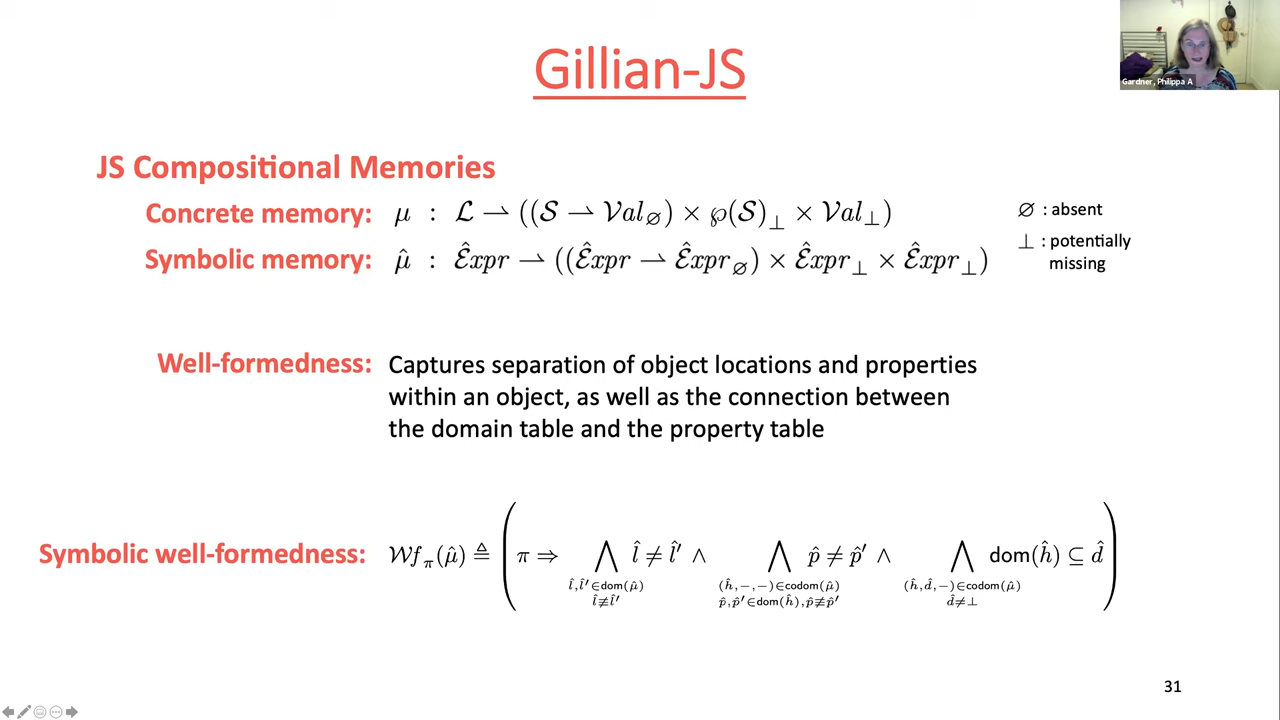 Gillian-JS
Gardner, Philippa A
JS Compositional Memories
Concrete memory: μ : ℒ ⇀ ((𝒮 ⇀ 𝒱al_∅) × ℘(𝒮)_⊥ × 𝒱al_⊥)
∅ : absent
Symbolic memory: μ̂ : ℰ̂xpr ⇀ ((ℰ̂xpr ⇀ ℰ̂xpr_∅) × ℰ̂xpr_⊥ × ℰ̂xpr_⊥)
⊥ : potentially
missing
Well-formedness: Captures separation of object locations and properties
within an object, as well as the connection between
the domain table and the property table
Symbolic well-formedness: 𝒲f_π(μ̂) ≜ ( π ⇒ ⋀ l̂ ≠ l̂′ ∧ ⋀ p̂ ≠ p̂′ ∧ ⋀ dom(ĥ) ⊆ d̂ )
l̂,l̂′∈dom(μ̂) (ĥ,−,−)∈codom(μ̂) (ĥ,d̂,−)∈codom(μ̂)
l̂≢l̂′ p̂,p̂′∈dom(ĥ),p̂≢p̂′ d̂≠⊥
31